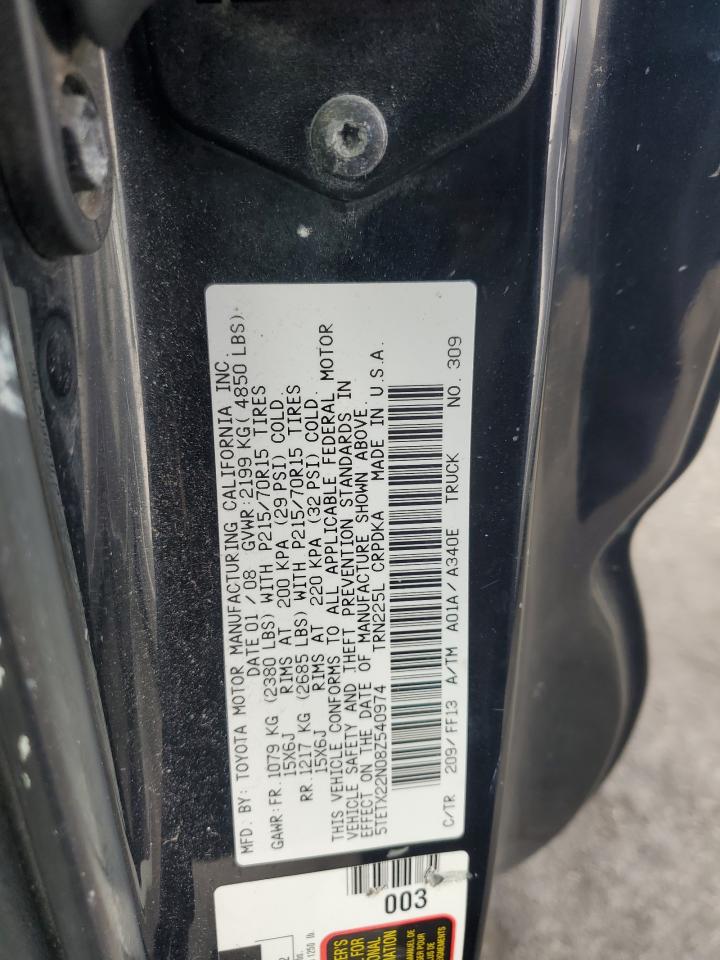 MFD. BY: TOYOTA MOTOR MANUFACTURING CALIFORNIA INC.
DATE 01 / 08 GVWR: 2199 KG ( 4850 LBS)
GAWR: FR. 1079 KG (2380 LBS) WITH P215/70R15 TIRES
15X6J RIMS AT 200 KPA (29 PSI) COLD.
RR. 1217 KG (2685 LBS) WITH P215/70R15 TIRES
15X6J RIMS AT 220 KPA (32 PSI) COLD.
THIS VEHICLE CONFORMS TO ALL APPLICABLE FEDERAL MOTOR
VEHICLE SAFETY AND THEFT PREVENTION STANDARDS IN
EFFECT ON THE DATE OF MANUFACTURE SHOWN ABOVE.
5TETX22N08Z540974 TRN225L CRPDKA MADE IN U.S.A.
C/TR 209/FF13 A/TM A01A/A340E TRUCK NO. 309
003